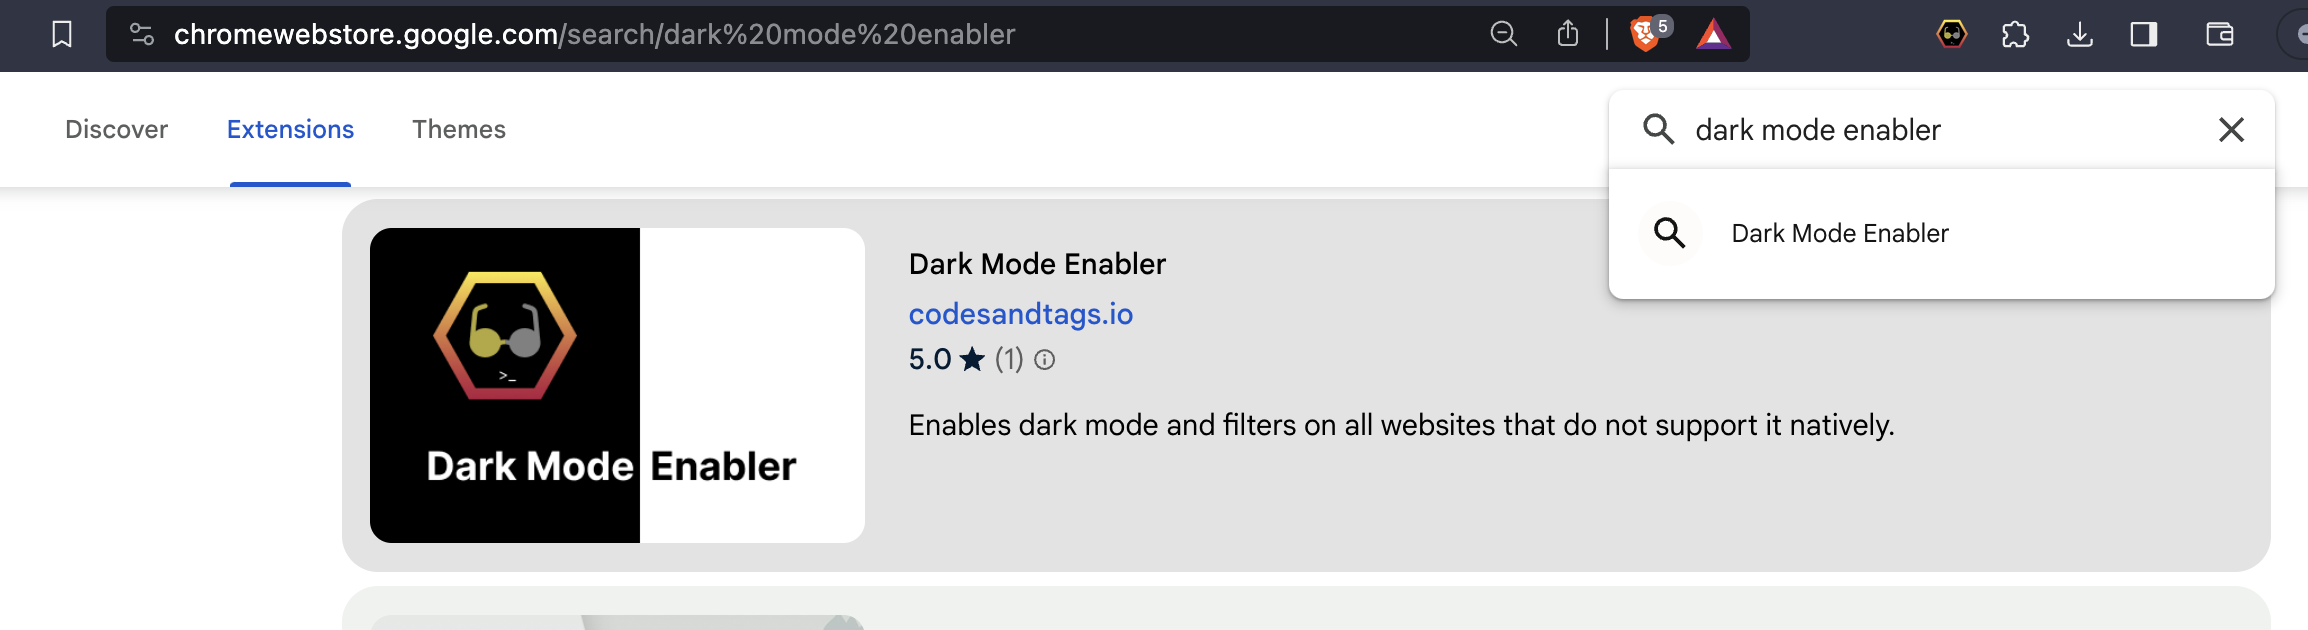 chromewebstore.google.com/search/dark%20mode%20enabler
5
Discover
Extensions
Themes
dark mode enabler
Dark Mode Enabler
>_
Dark Mode Enabler
Dark Mode Enabler
codesandtags.io
5.0 ★ (1)
Enables dark mode and filters on all websites that do not support it natively.